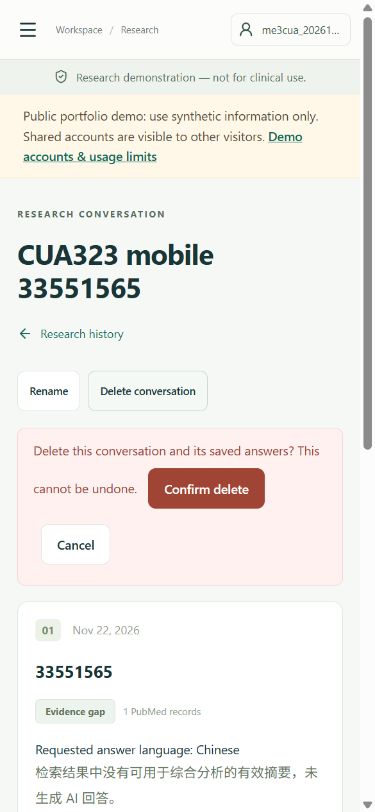 Workspace / Research
me3cua_20261...
Research demonstration — not for clinical use.
Public portfolio demo: use synthetic information only.
Shared accounts are visible to other visitors. Demo
accounts & usage limits
RESEARCH CONVERSATION
CUA323 mobile
33551565
Research history
Rename
Delete conversation
Delete this conversation and its saved answers? This
cannot be undone. Confirm delete
Cancel
01 Nov 22, 2026
33551565
Evidence gap 1 PubMed records
Requested answer language: Chinese
检索结果中没有可用于综合分析的有效摘要，未
生成 AI 回答。